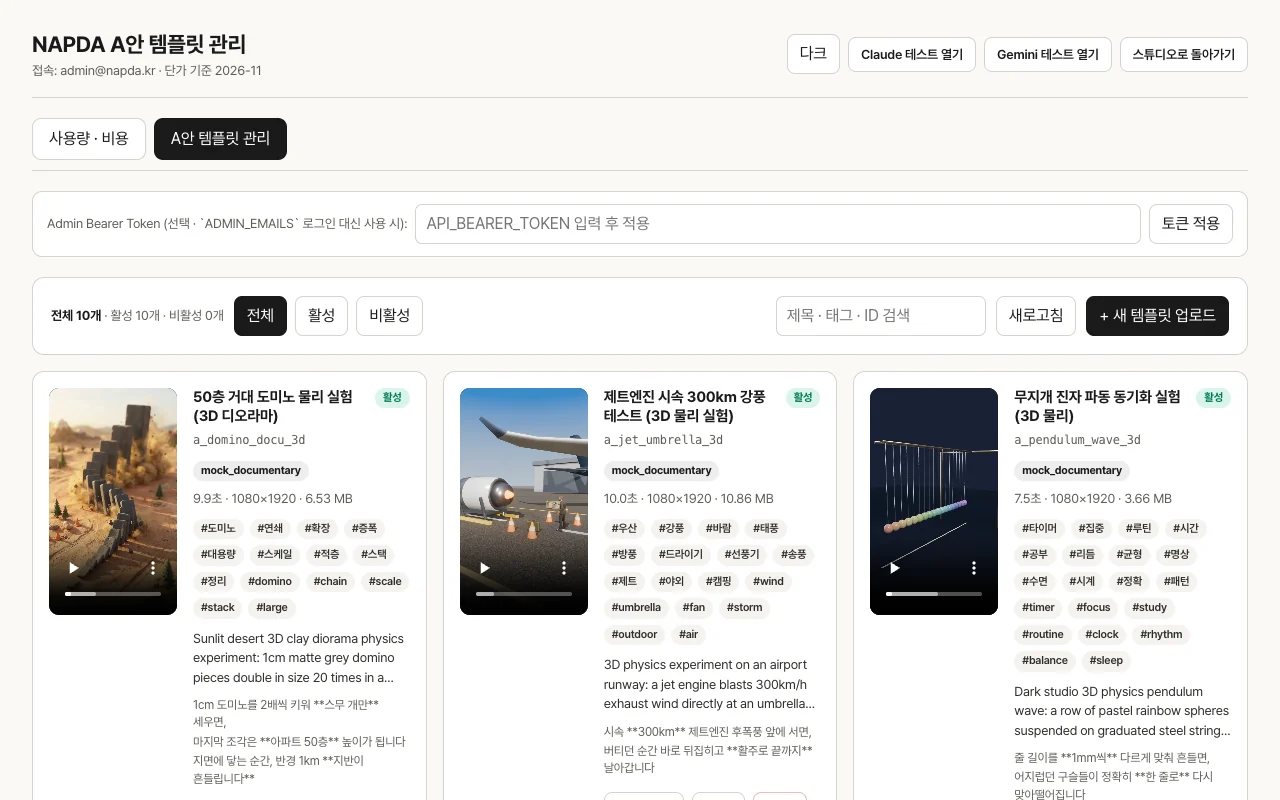 NAPDA A안 템플릿 관리
접속: admin@napda.kr · 단가 기준 2026-11
다크
Claude 테스트 열기
Gemini 테스트 열기
스튜디오로 돌아가기
사용량 · 비용
A안 템플릿 관리
Admin Bearer Token (선택 · `ADMIN_EMAILS` 로그인 대신 사용 시):
API_BEARER_TOKEN 입력 후 적용
토큰 적용
전체 10개 · 활성 10개 · 비활성 0개
전체
활성
비활성
제목 · 태그 · ID 검색
새로고침
+ 새 템플릿 업로드
50층 거대 도미노 물리 실험
(3D 디오라마)
활성
a_domino_docu_3d
mock_documentary
9.9초 · 1080×1920 · 6.53 MB
#도미노 #연쇄 #확장 #증폭
#대용량 #스케일 #적층 #스택
#정리 #domino #chain #scale
#stack #large
Sunlit desert 3D clay diorama physics
experiment: 1cm matte grey domino
pieces double in size 20 times in a...
1cm 도미노를 2배씩 키워 **스무 개만**
세우면,
마지막 조각은 **아파트 50층** 높이가 됩니다
지면에 닿는 순간, 반경 1km **지반이
흔들립니다**
제트엔진 시속 300km 강풍
테스트 (3D 물리 실험)
활성
a_jet_umbrella_3d
mock_documentary
10.0초 · 1080×1920 · 10.86 MB
#우산 #강풍 #바람 #태풍
#방풍 #드라이기 #선풍기 #송풍
#제트 #야외 #캠핑 #wind
#umbrella #fan #storm
#outdoor #air
3D physics experiment on an airport
runway: a jet engine blasts 300km/h
exhaust wind directly at an umbrella...
시속 **300km** 제트엔진 후폭풍 앞에 서면,
버티던 순간 바로 뒤집히고 **활주로 끝까지**
날아갑니다
무지개 진자 파동 동기화 실험
(3D 물리)
활성
a_pendulum_wave_3d
mock_documentary
7.5초 · 1080×1920 · 3.66 MB
#타이머 #집중 #루틴 #시간
#공부 #리듬 #균형 #명상
#수면 #시계 #정확 #패턴
#timer #focus #study
#routine #clock #rhythm
#balance #sleep
Dark studio 3D physics pendulum
wave: a row of pastel rainbow spheres
suspended on graduated steel string...
줄 길이를 **1mm씩** 다르게 맞춰 흔들면,
어지럽던 구슬들이 정확히 **한 줄로** 다시
맞아떨어집니다